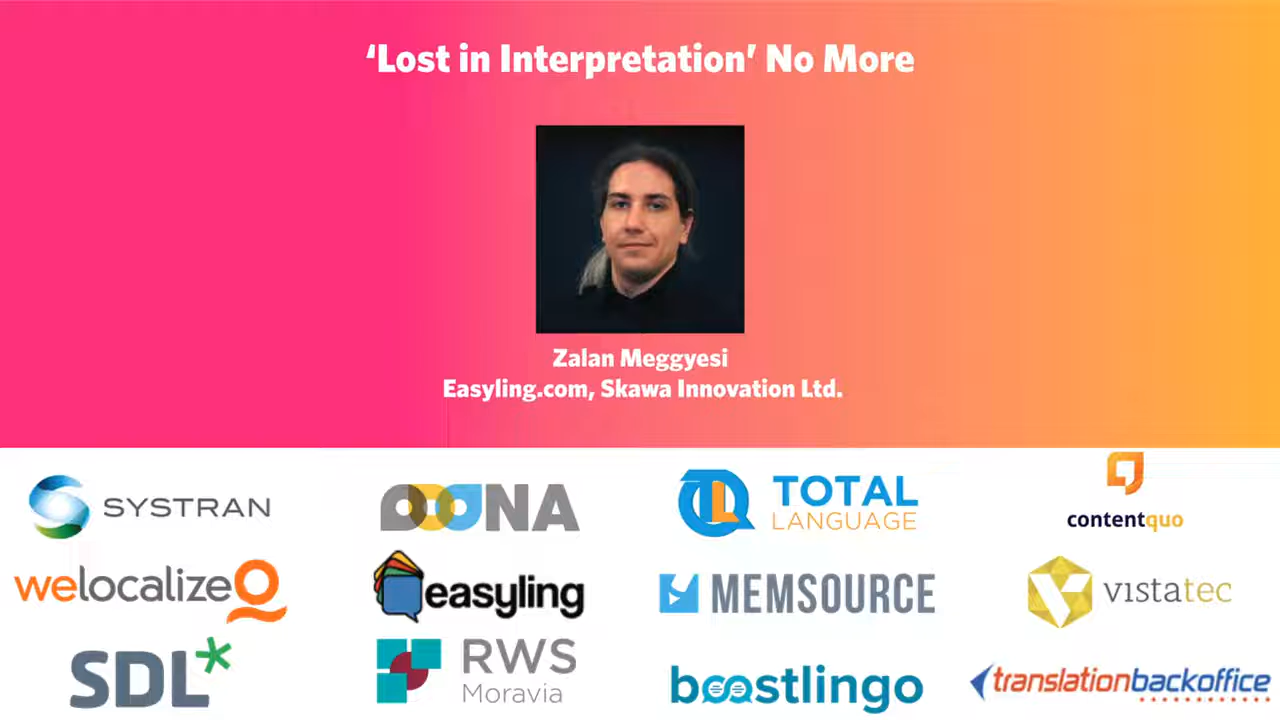 ‘Lost in Interpretation’ No More
Zalan Meggyesi
Easyling.com, Skawa Innovation Ltd.
SYSTRAN
OOONA
TOTAL
LANGUAGE
contentquo
welocalize
easyling
MEMSOURCE
vistatec
SDL*
RWS
Moravia
boostlingo
translationbackoffice